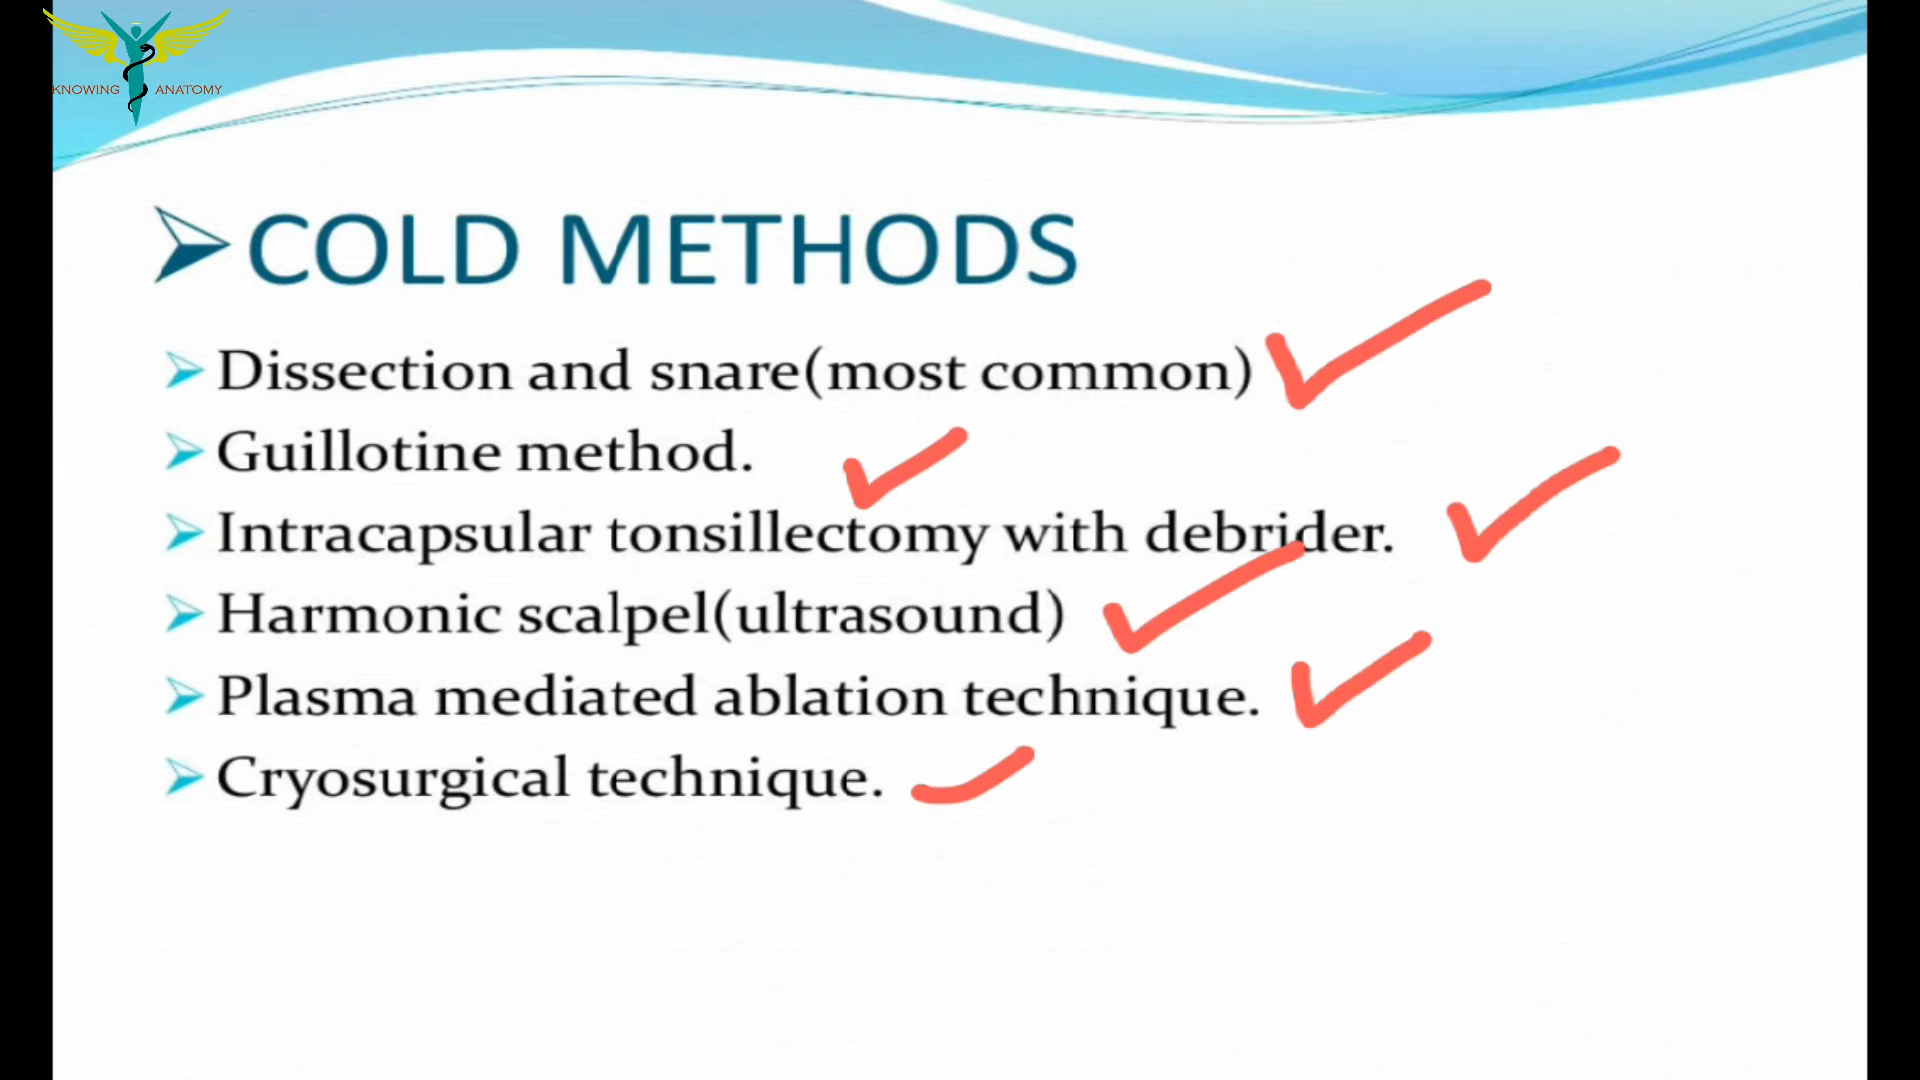 KNOWING ANATOMY
COLD METHODS
Dissection and snare(most common)
Guillotine method.
Intracapsular tonsillectomy with debrider.
Harmonic scalpel(ultrasound)
Plasma mediated ablation technique.
Cryosurgical technique.